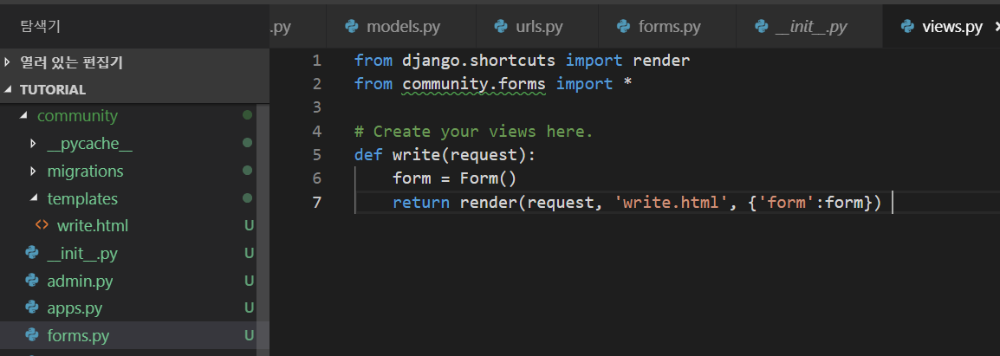 탐색기
.py models.py urls.py forms.py __init__.py views.py
열려 있는 편집기
TUTORIAL
community
__pycache__
migrations
templates
write.html U
__init__.py U
admin.py U
apps.py U
forms.py U
1 from django.shortcuts import render
2 from community.forms import *
3
4 # Create your views here.
5 def write(request):
6 form = Form()
7 return render(request, 'write.html', {'form':form})